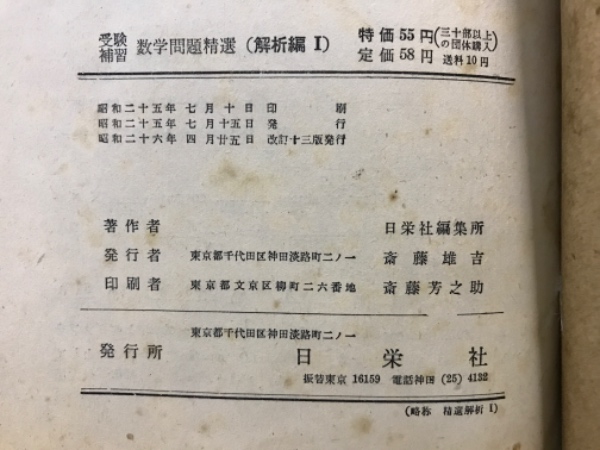 受験補習 数学問題精選（解析編 I） 特価 55 円（三十部以上の団体購入）
定価 58 円 送料 10 円
昭和二十五年 七月十日 印刷
昭和二十五年 七月十五日 発行
昭和二十六年 四月廿五日 改訂十三版発行
著作者 日栄社編集所
発行者 東京都千代田区神田淡路町二ノ一 斎藤雄吉
印刷者 東京都文京区柳町二六番地 斎藤芳之助
東京都千代田区神田淡路町二ノ一
発行所 日栄社
振替東京 16159 電話神田 (25) 4132
（略称 精選解析 I）